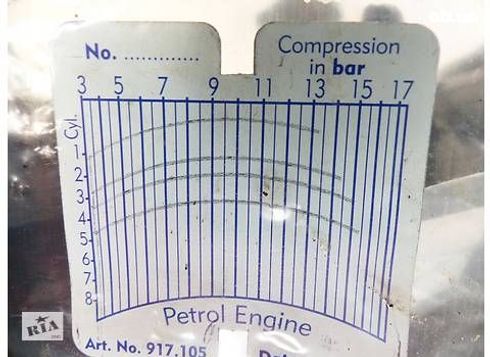 No. .............
Compression
in bar
3 5 7 9 11 13 15 17
Cyl.
1
2
3
4
5
6
7
8
Petrol Engine
Art. No. 917.105
RIA